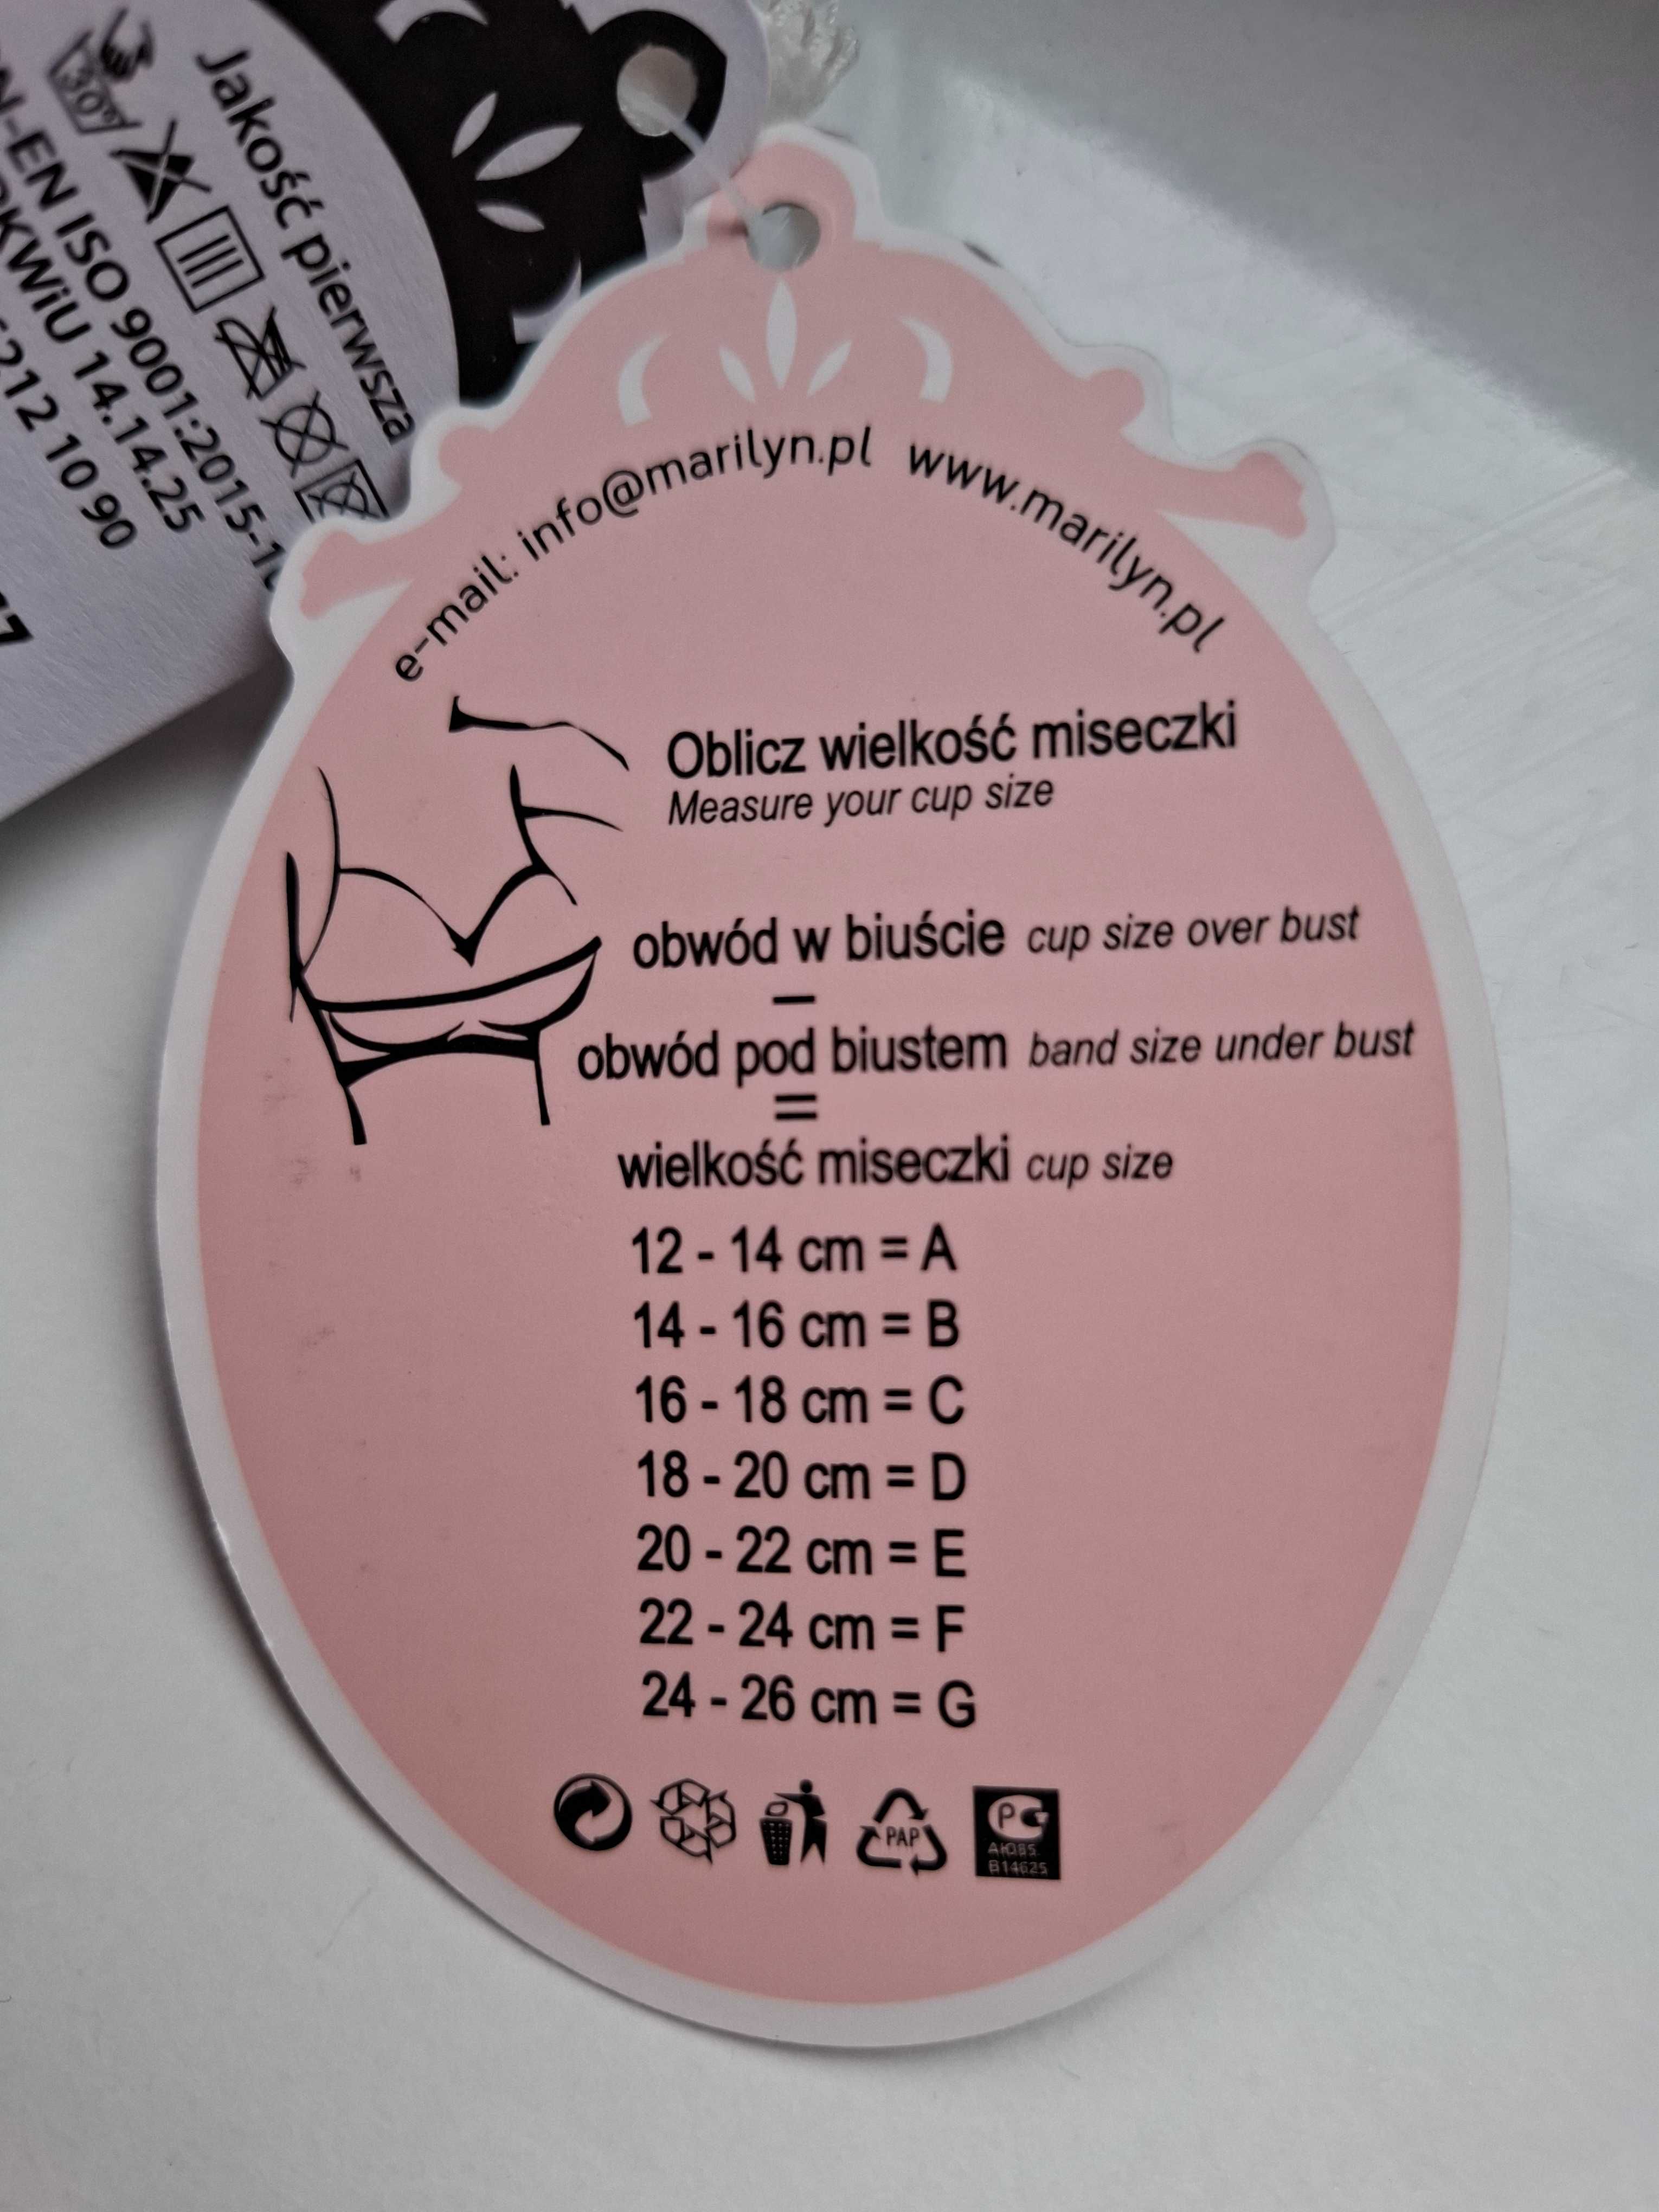 Jakość pierwsza
30°
N-EN ISO 9001:2015-1
KWiU 14.14.25
212 10 90
e-mail: info@marilyn.pl www.marilyn.pl
Oblicz wielkość miseczki
Measure your cup size
obwód w biuście cup size over bust
–
obwód pod biustem band size under bust
=
wielkość miseczki cup size
12 - 14 cm = A
14 - 16 cm = B
16 - 18 cm = C
18 - 20 cm = D
20 - 22 cm = E
22 - 24 cm = F
24 - 26 cm = G
PAP